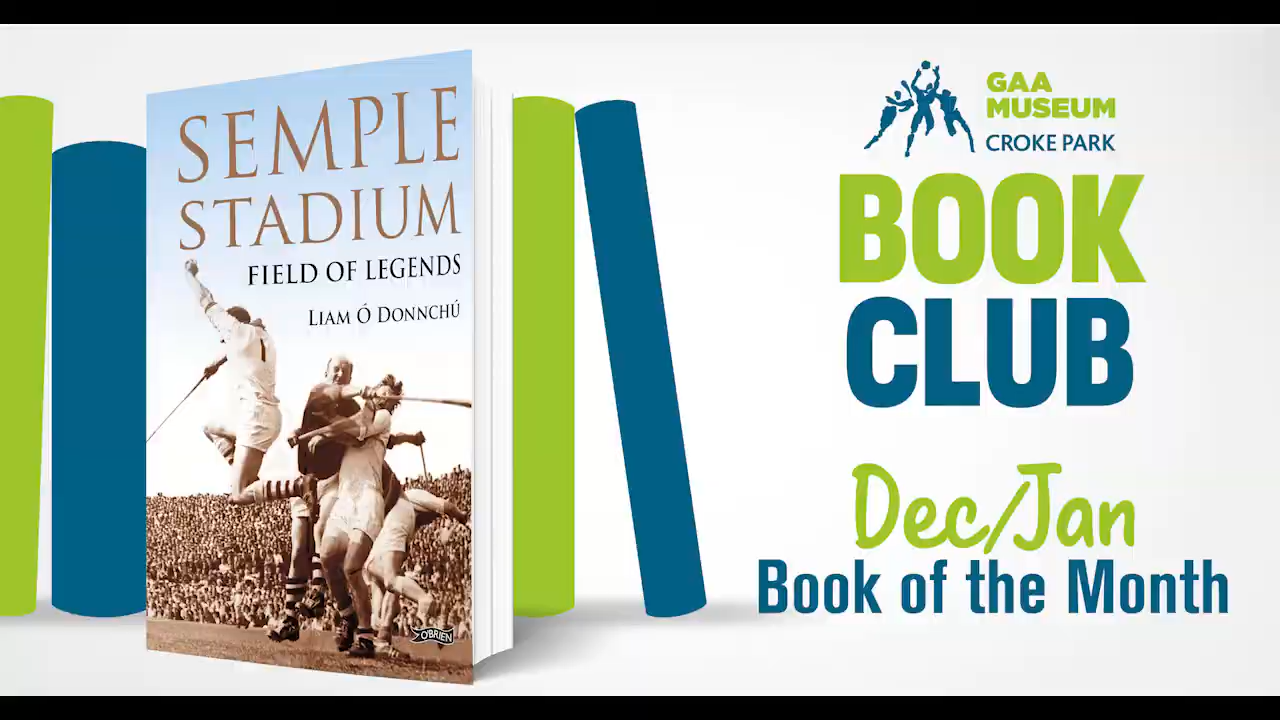 SEMPLE
STADIUM
FIELD OF LEGENDS
LIAM Ó DONNCHÚ
1
O'BRIEN
GAA
MUSEUM
CROKE PARK
BOOK
CLUB
Dec/Jan
Book of the Month